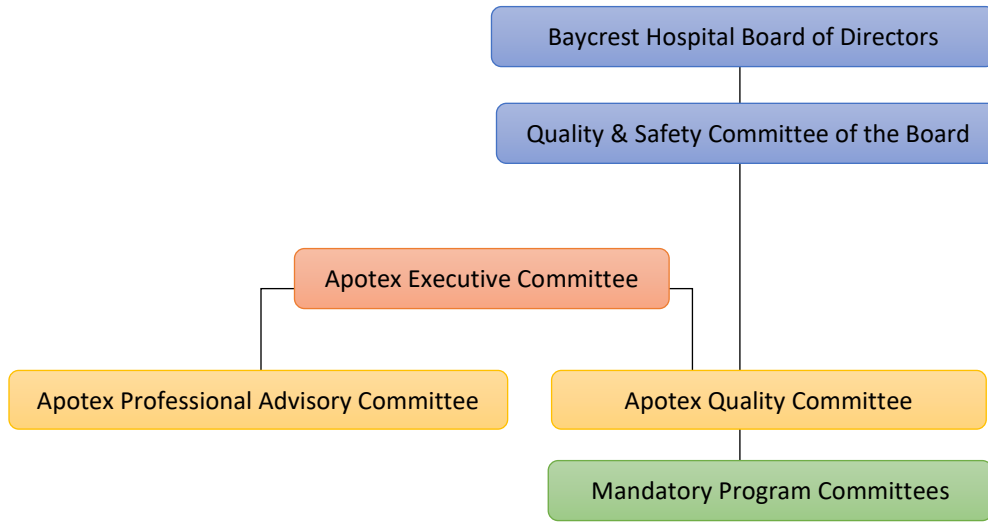 Baycrest Hospital Board of Directors
Quality & Safety Committee of the Board
Apotex Executive Committee
Apotex Professional Advisory Committee
Apotex Quality Committee
Mandatory Program Committees